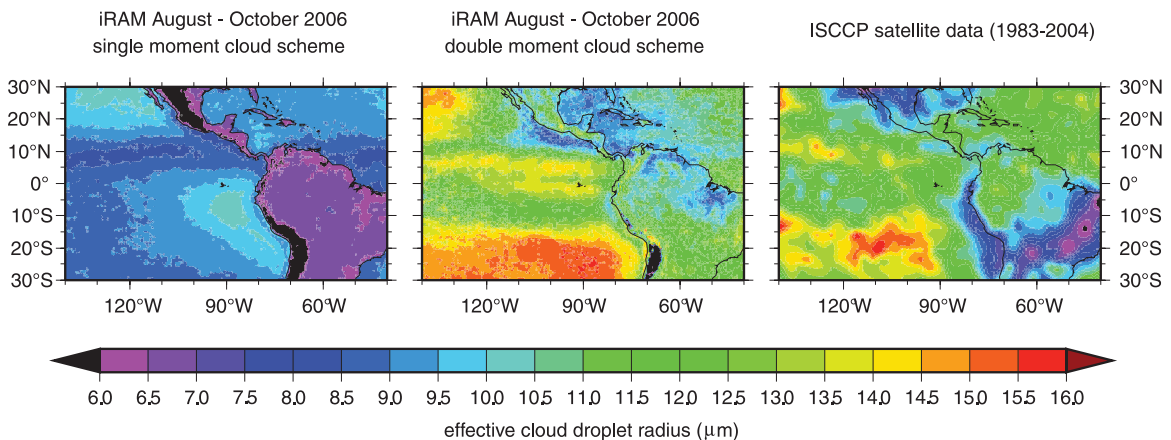 iRAM August - October 2006
single moment cloud scheme
iRAM August - October 2006
double moment cloud scheme
ISCCP satellite data (1983-2004)
30°N
20°N
10°N
0°
10°S
20°S
30°S
120°W 90°W 60°W
120°W 90°W 60°W
120°W 90°W 60°W
30°N
20°N
10°N
0°
10°S
20°S
30°S
6.0 6.5 7.0 7.5 8.0 8.5 9.0 9.5 10.0 10.5 11.0 11.5 12.0 12.5 13.0 13.5 14.0 14.5 15.0 15.5 16.0
effective cloud droplet radius (μm)